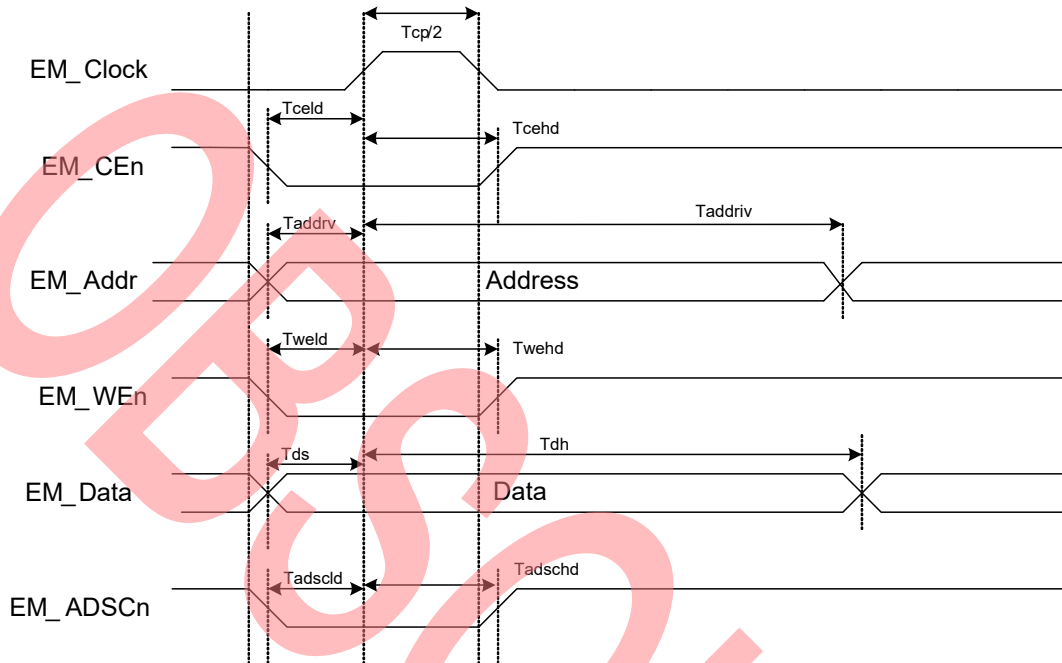 Tcp/2
EM_Clock
Tceld
Tcehd
EM_CEn
Taddrv
Taddriv
EM_Addr
Address
Tweld
Twehd
EM_WEn
Tdh
Tds
EM_Data
Data
Tadscld
Tadschd
EM_ADSCn
OBSO